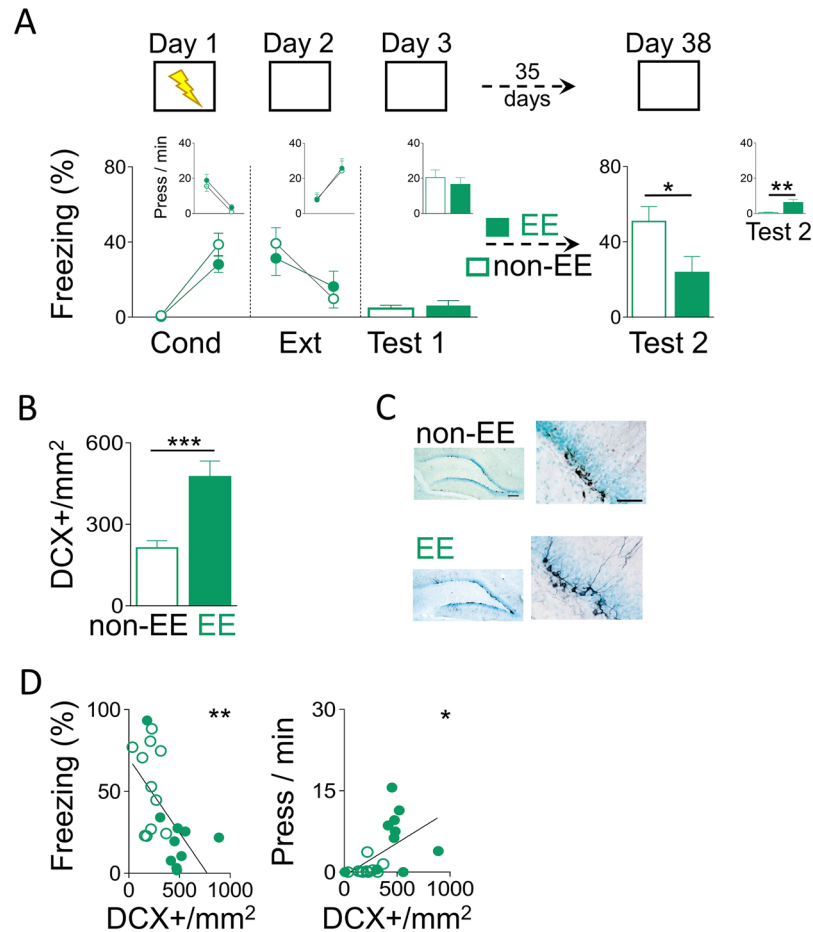 A
Day 1 Day 2 Day 3 Day 38
35
days
Freezing (%)
80
40
0
Press / min
40
20
0
40
20
0
40
20
0
EE
non-EE
Cond Ext Test 1
80
40
0
*
Test 2
40
20
0
**
Test 2
B
DCX+/mm²
600
300
0
***
non-EE EE
C
non-EE
EE
D
Freezing (%)
100
50
0
**
0 500 1000
DCX+/mm²
Press / min
30
15
0
*
0 500 1000
DCX+/mm²